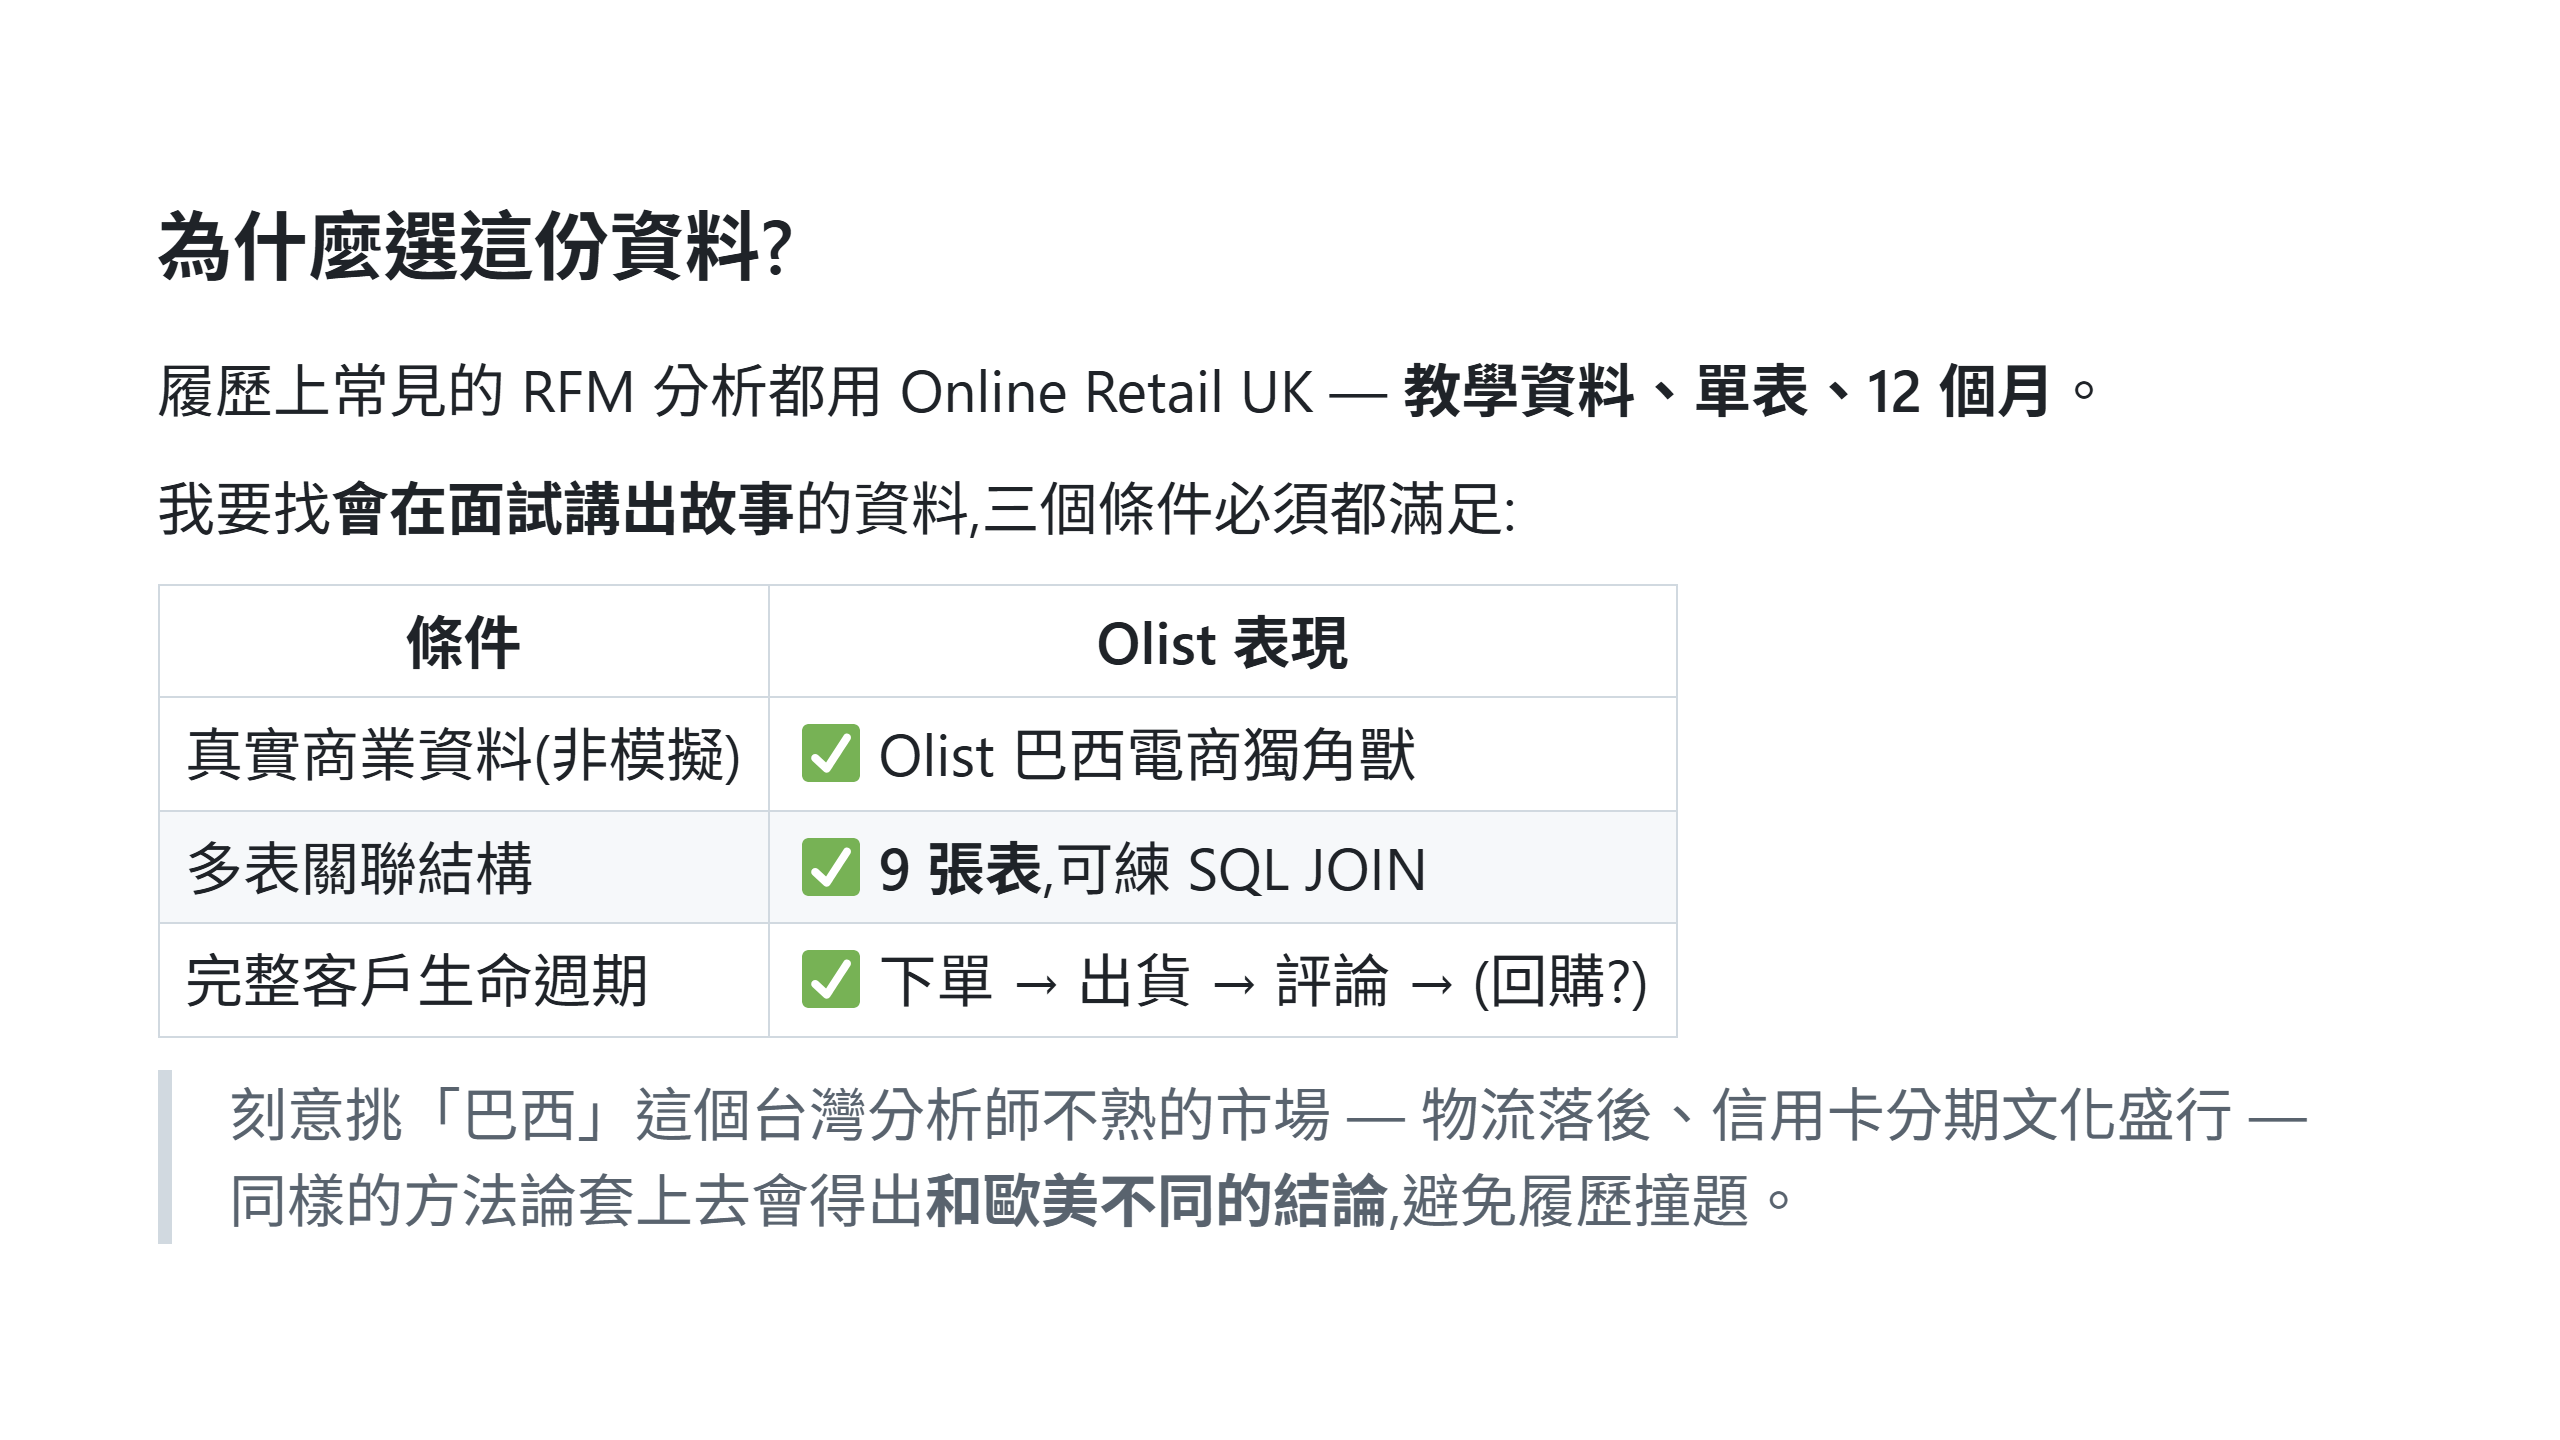 為什麼選這份資料?
履歷上常見的 RFM 分析都用 Online Retail UK — 教學資料、單表、12 個月。
我要找會在面試講出故事的資料,三個條件必須都滿足:
條件 Olist 表現
真實商業資料(非模擬) ✅ Olist 巴西電商獨角獸
多表關聯結構 ✅ 9 張表,可練 SQL JOIN
完整客戶生命週期 ✅ 下單 → 出貨 → 評論 → (回購?)
刻意挑「巴西」這個台灣分析師不熟的市場 — 物流落後、信用卡分期文化盛行 —
同樣的方法論套上去會得出和歐美不同的結論,避免履歷撞題。